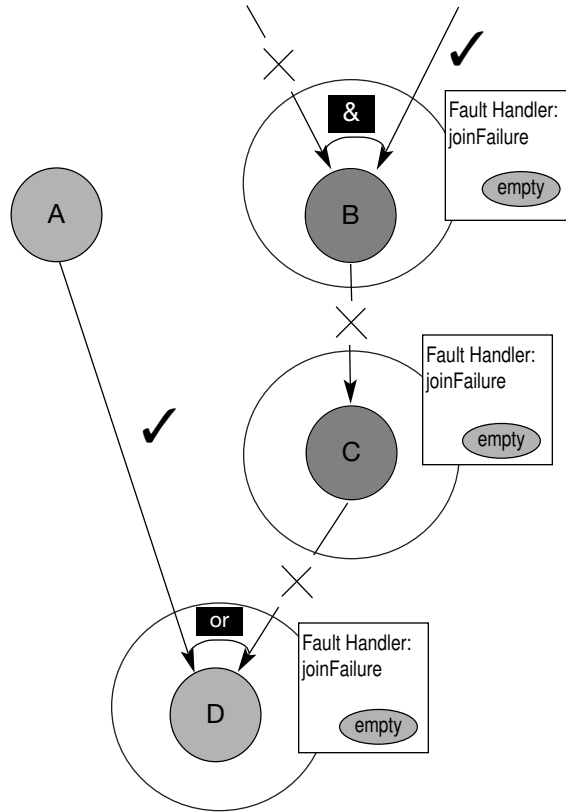 &
Fault Handler:
joinFailure
empty
A
B
Fault Handler:
joinFailure
empty
C
or
Fault Handler:
joinFailure
empty
D